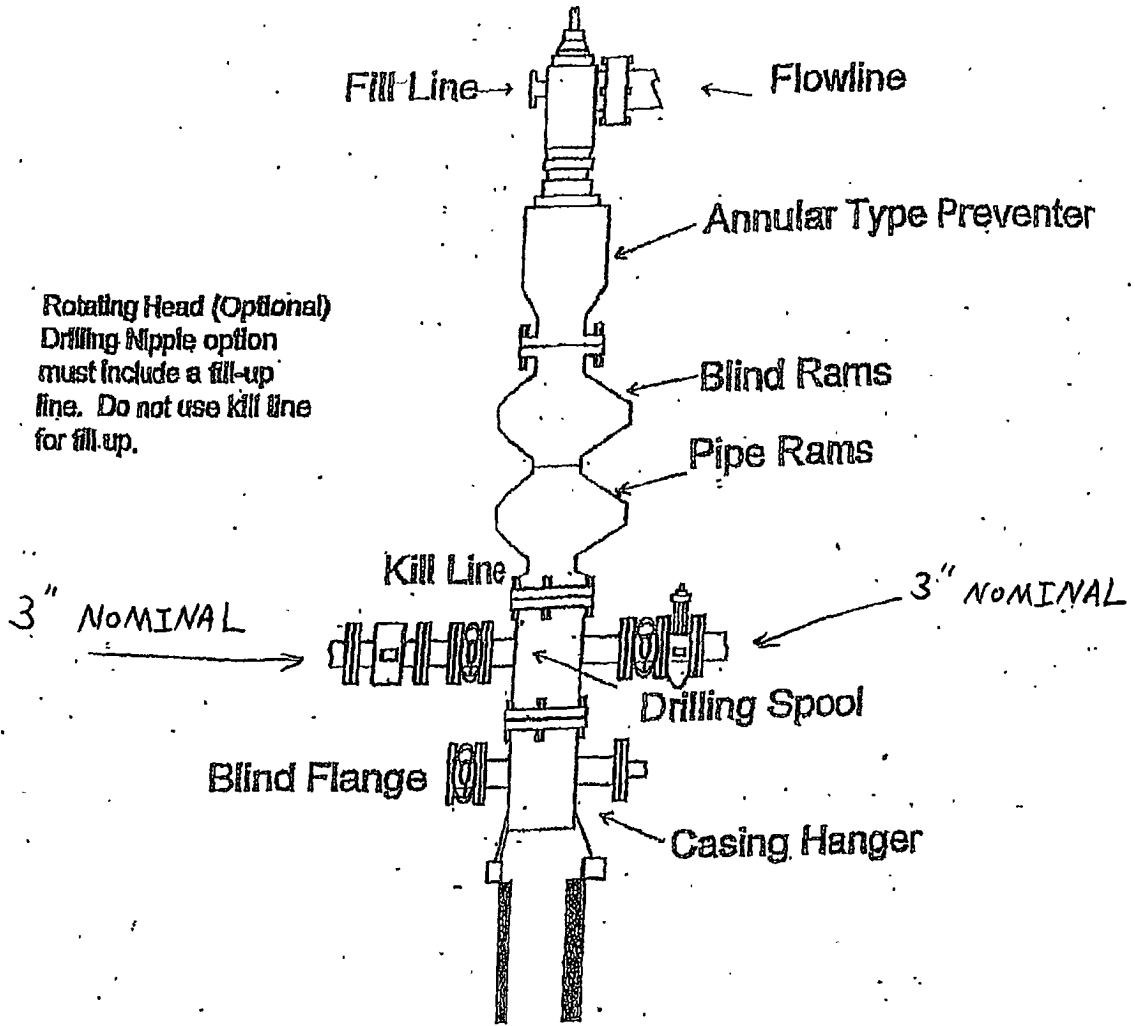 Fill Line
Flowline
Annular Type Preventer
Rotating Head (Optional)
Drilling Nipple option
must include a fill-up
line. Do not use kill line
for fill up.
Blind Rams
Pipe Rams
Kill Line
3" NOMINAL
3" NOMINAL
Drilling Spool
Blind Flange
Casing Hanger